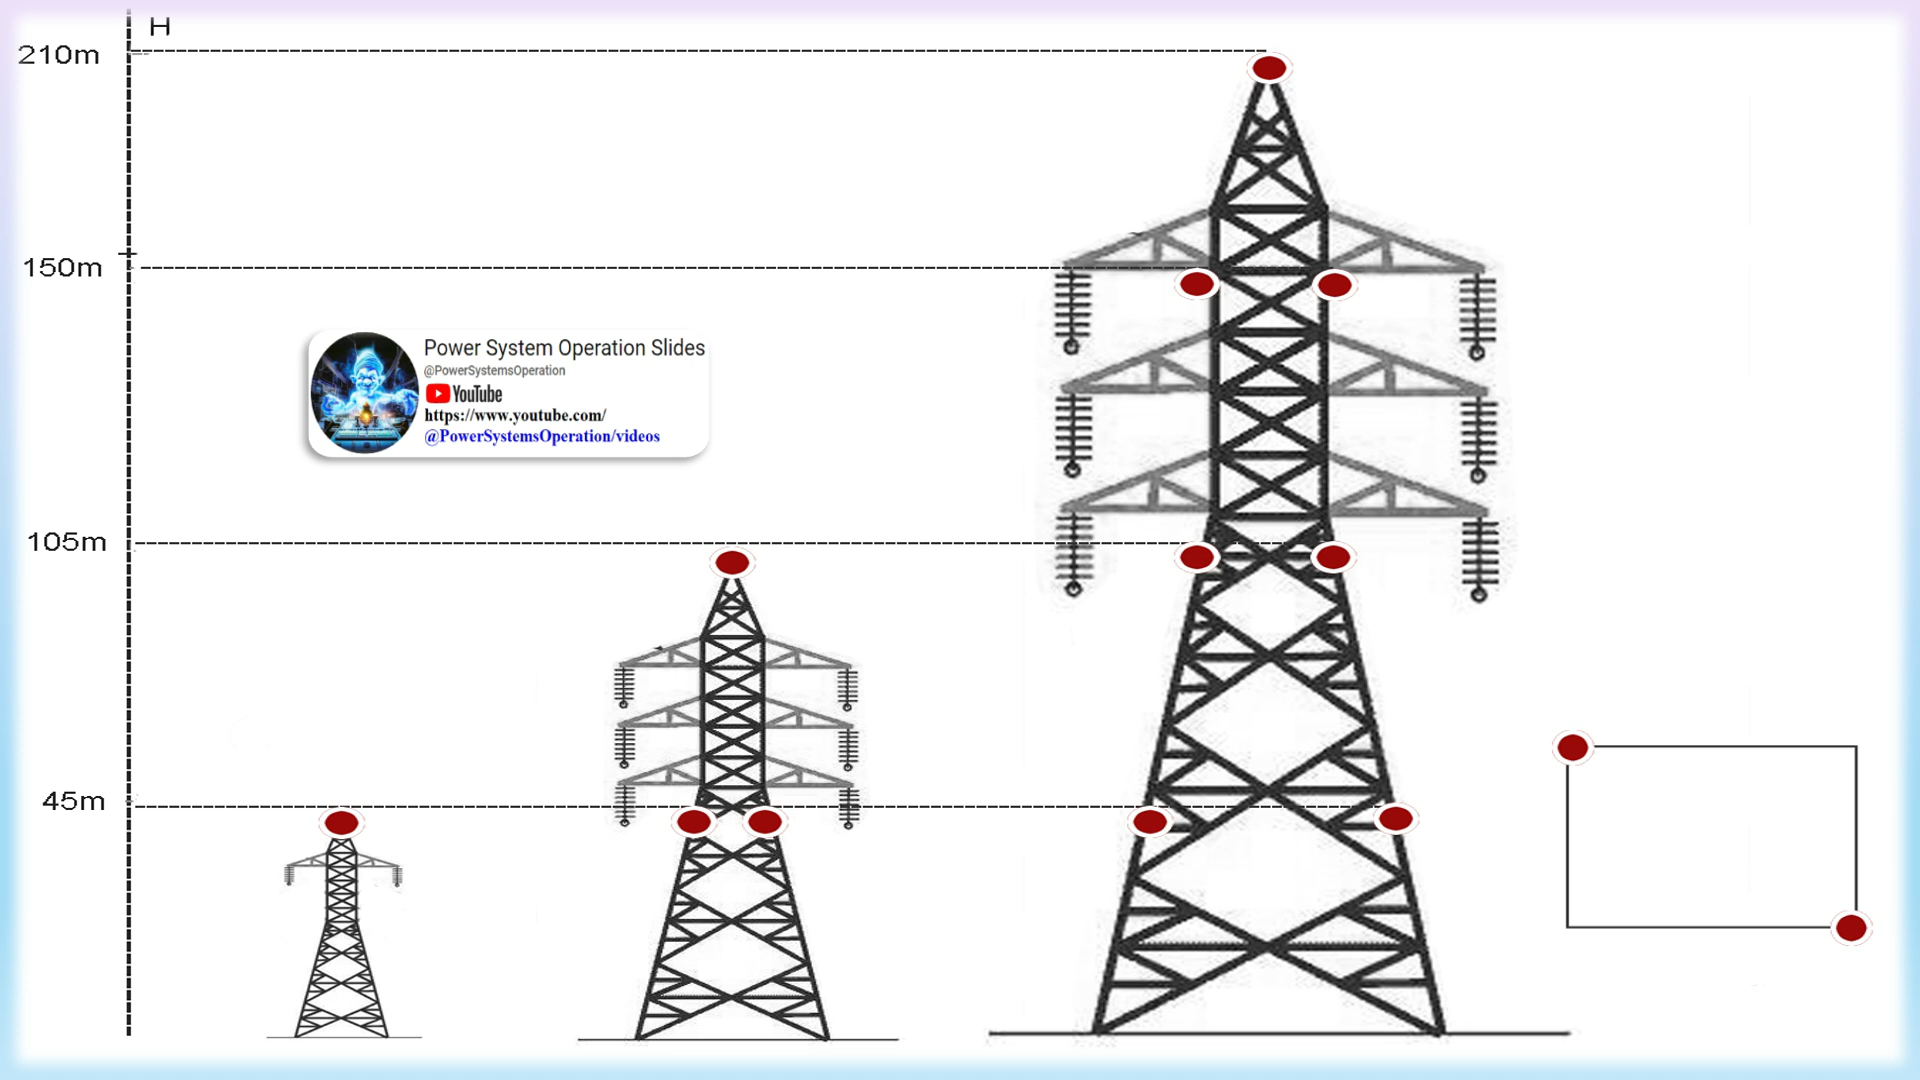 H
210m
150m
Power System Operation Slides
@PowerSystemsOperation
YouTube
https://www.youtube.com/
@PowerSystemsOperation/videos
105m
45m